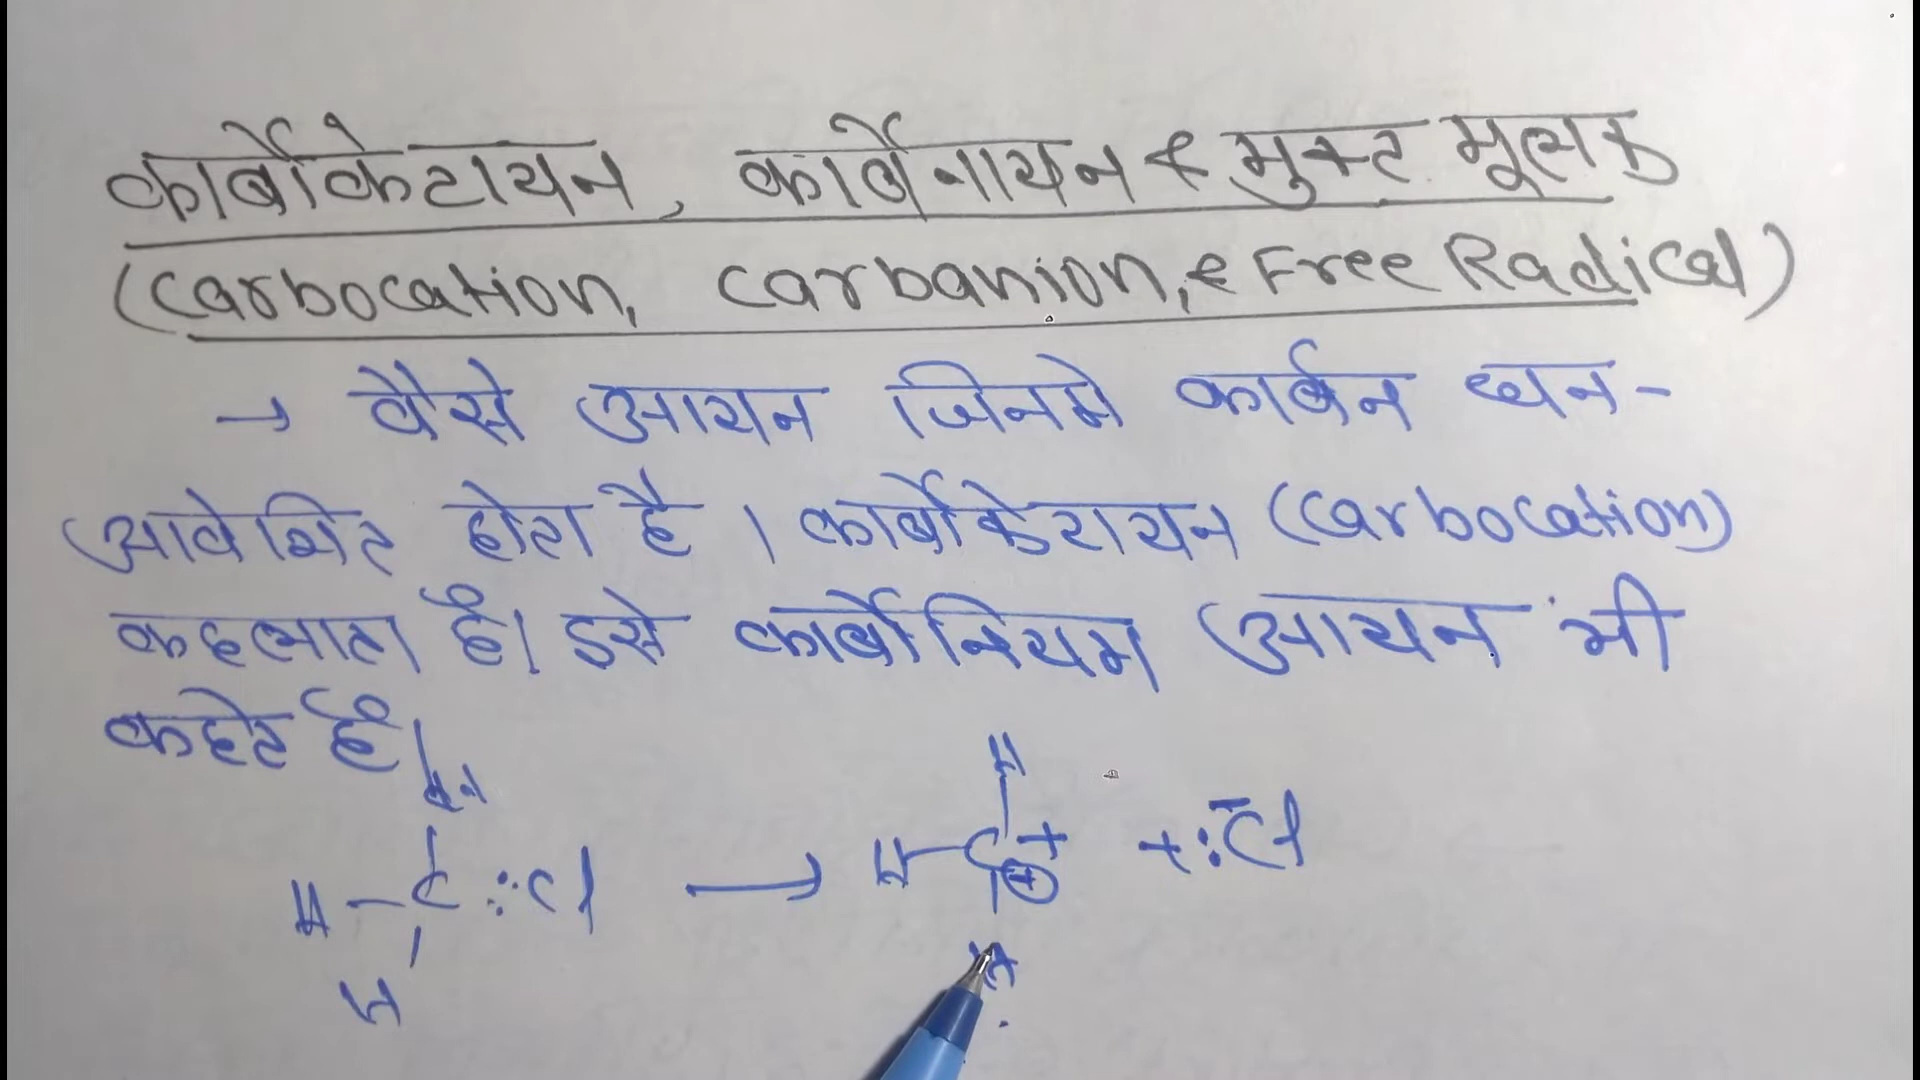 कार्बोकेटायन, कार्बेनायन & मुक्त मूलक
(Carbocation, Carbanion, & Free Radical)
→ वैसे आयन जिनमे कार्बन धन-
आवेशित होता है । कार्बोकेटायन (Carbocation)
कहलाता है। इसे कार्बोनियम आयन भी
कहते है।
H
H
H-C:Cl → H-C+ + :C̄l
H
H